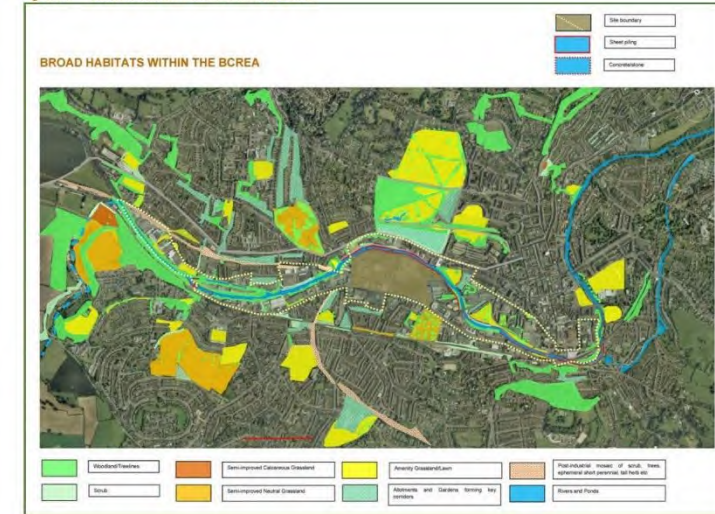 Site boundary
Sheet piling
Concrete/stone
BROAD HABITATS WITHIN THE BCREA
Woodland/Treelines
Semi-improved Calcareous Grassland
Amenity Grassland/Lawn
Post-industrial mosaic of scrub, trees,
ephemeral short perennial, tall herb etc
Scrub
Semi-improved Neutral Grassland
Allotments and Gardens forming key
corridors
Rivers and Ponds